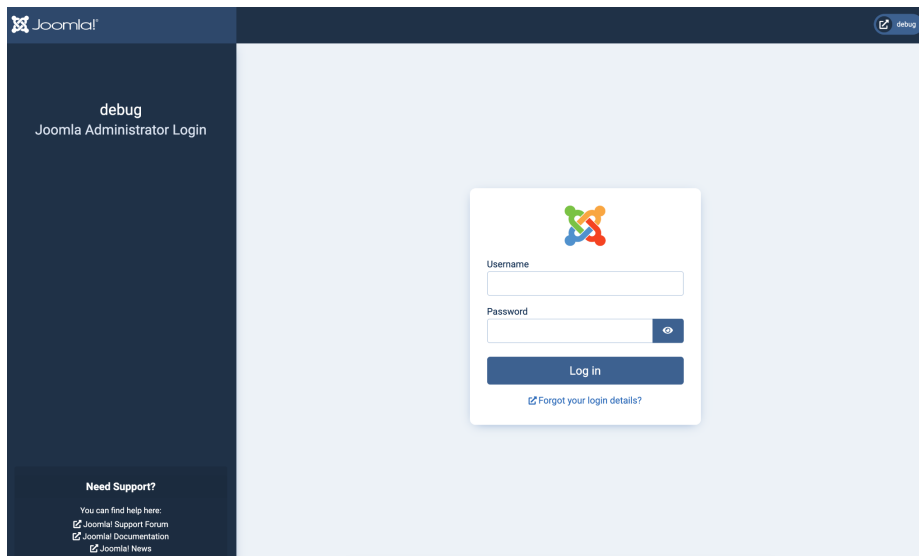 Joomla!
debug
debug
Joomla Administrator Login
Username
Password
Log in
Forgot your login details?
Need Support?
You can find help here:
Joomla! Support Forum
Joomla! Documentation
Joomla! News